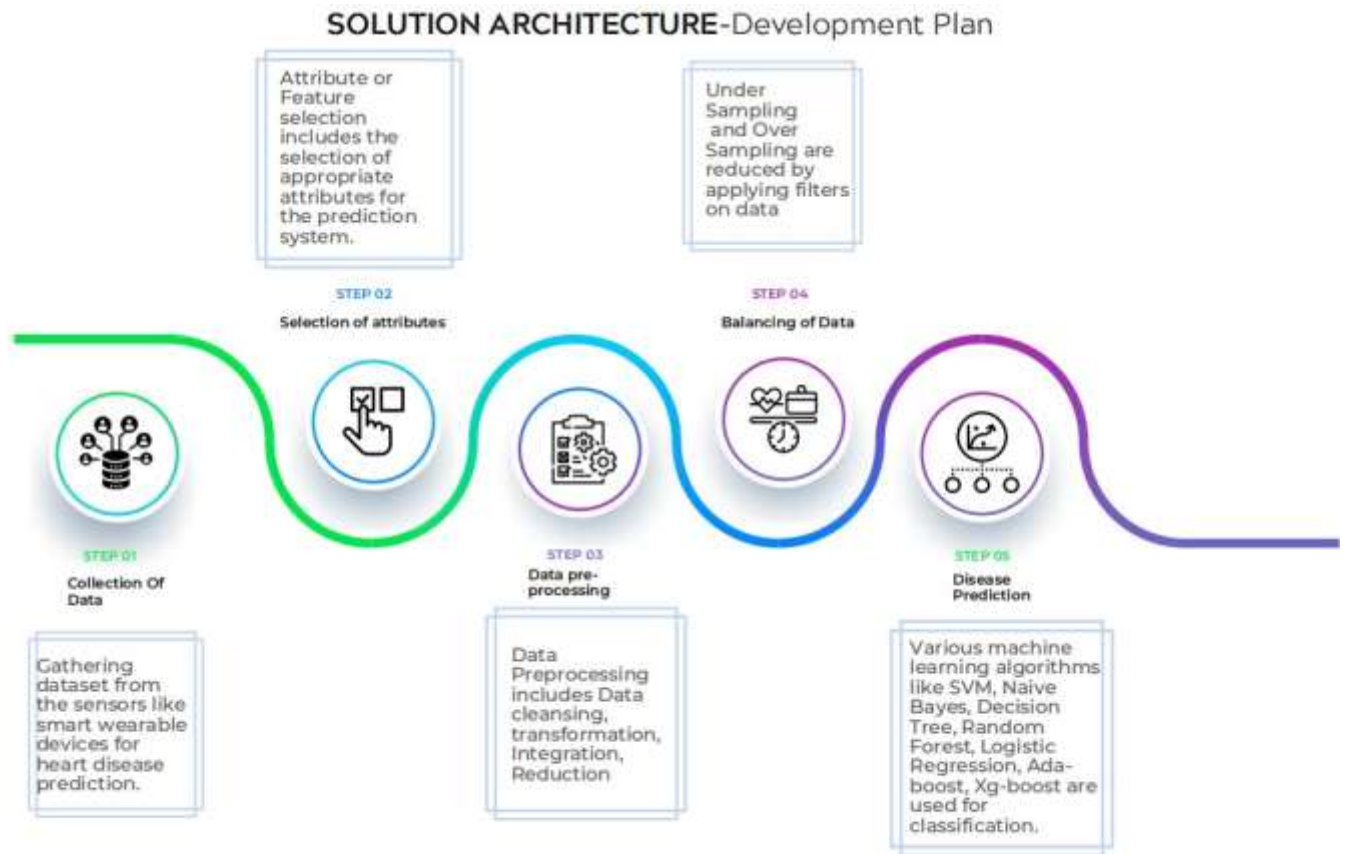 SOLUTION ARCHITECTURE-Development Plan
Attribute or
Feature
selection
includes the
selection of
appropriate
attributes for
the prediction
system.
STEP 02
Selection of attributes
Under
Sampling
and Over
Sampling are
reduced by
applying filters
on data
STEP 04
Balancing of Data
STEP 01
Collection Of
Data
Gathering
dataset from
the sensors like
smart wearable
devices for
heart disease
prediction.
STEP 03
Data pre-
processing
Data
Preprocessing
includes Data
cleansing,
transformation,
Integration,
Reduction
STEP 05
Disease
Prediction
Various machine
learning algorithms
like SVM, Naive
Bayes, Decision
Tree, Random
Forest, Logistic
Regression, Ada-
boost, Xg-boost are
used for
classification.